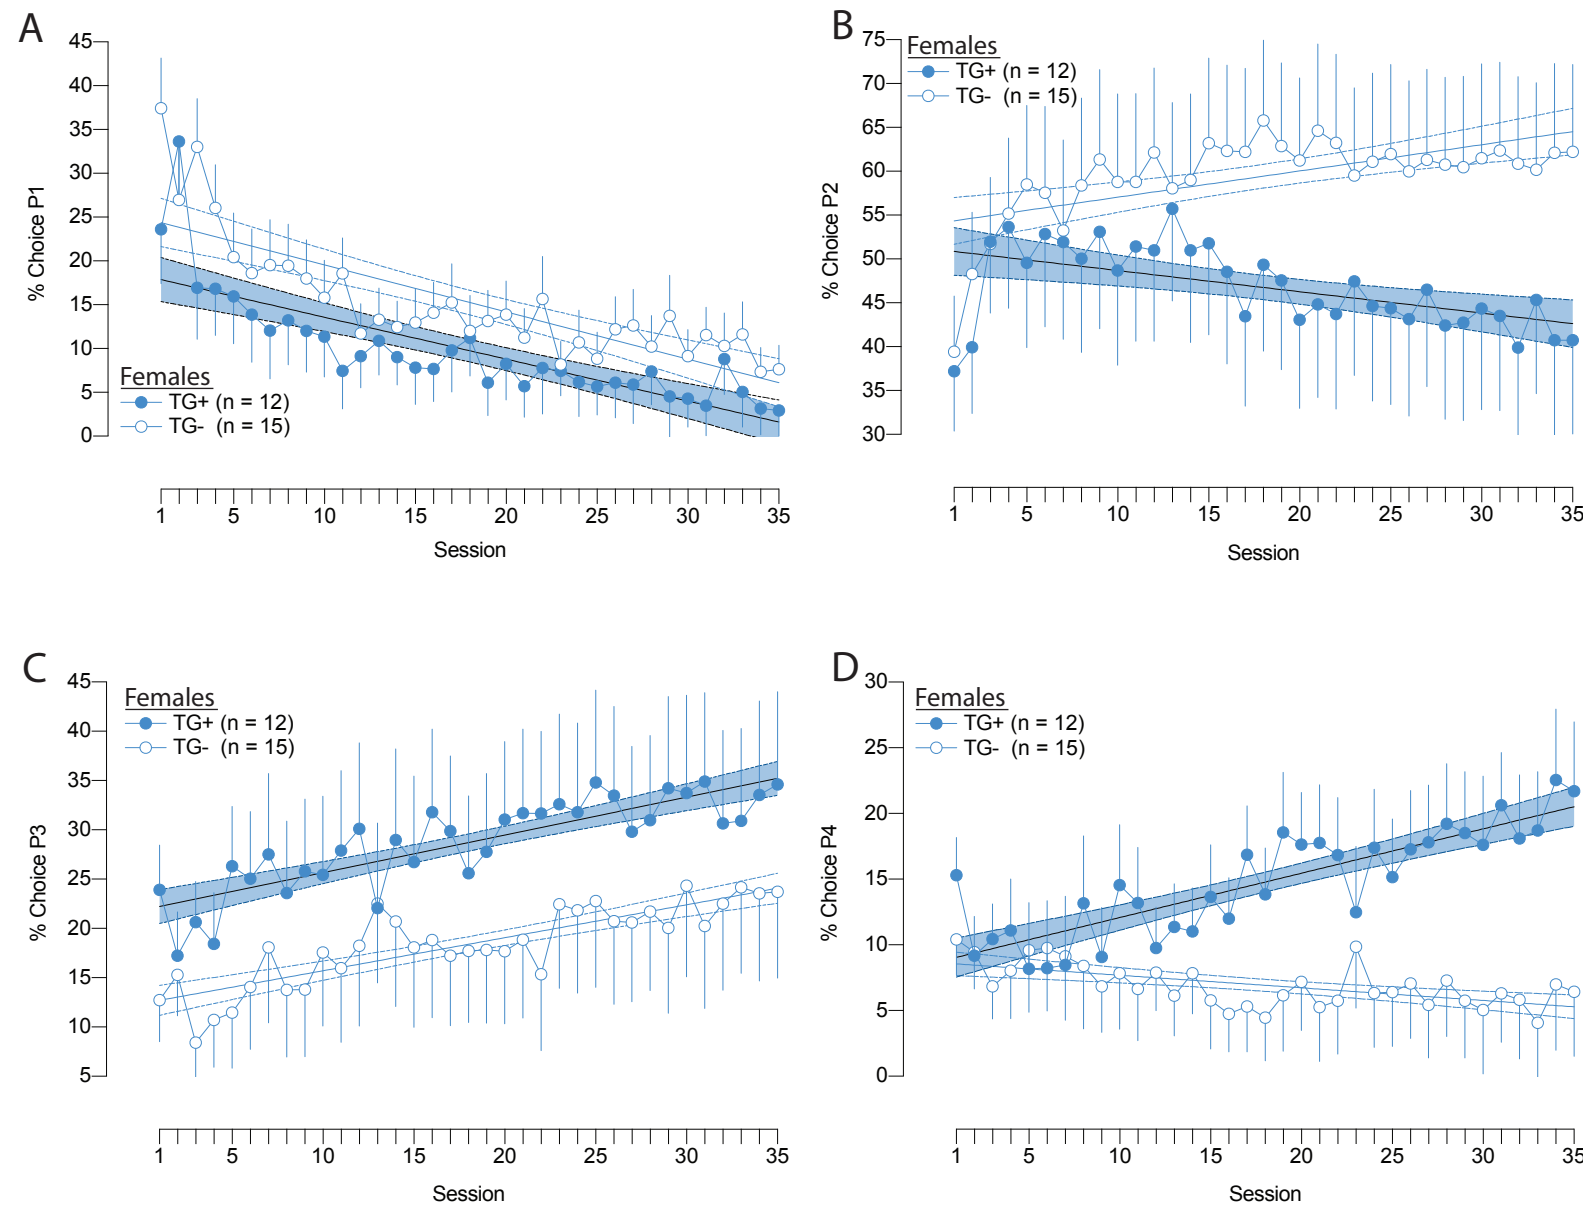 A
45
40
35
30
25
20
15
10
5
0
% Choice P1
Females
TG+ (n = 12)
TG- (n = 15)
1 5 10 15 20 25 30 35
Session
B
75
70
65
60
55
50
45
40
35
30
% Choice P2
Females
TG+ (n = 12)
TG- (n = 15)
1 5 10 15 20 25 30 35
Session
C
45
40
35
30
25
20
15
10
5
% Choice P3
Females
TG+ (n = 12)
TG- (n = 15)
1 5 10 15 20 25 30 35
Session
D
30
25
20
15
10
5
0
% Choice P4
Females
TG+ (n = 12)
TG- (n = 15)
1 5 10 15 20 25 30 35
Session